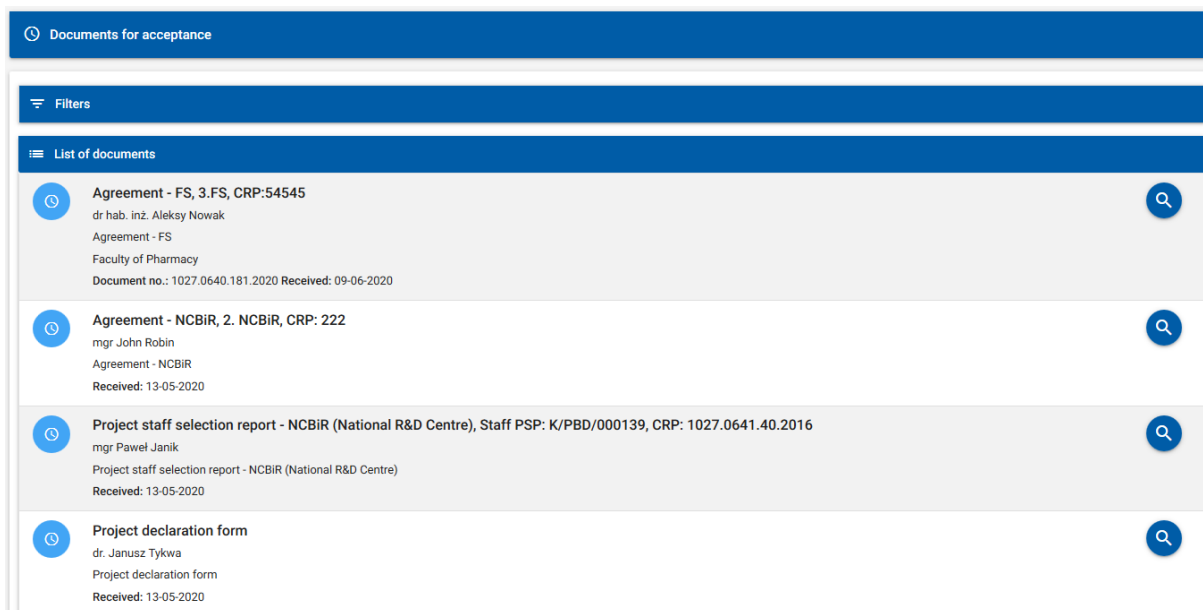 Documents for acceptance
Filters
List of documents
Agreement - FS, 3.FS, CRP:54545
dr hab. inż. Aleksy Nowak
Agreement - FS
Faculty of Pharmacy
Document no.: 1027.0640.181.2020 Received: 09-06-2020
Agreement - NCBiR, 2. NCBiR, CRP: 222
mgr John Robin
Agreement - NCBiR
Received: 13-05-2020
Project staff selection report - NCBiR (National R&D Centre), Staff PSP: K/PBD/000139, CRP: 1027.0641.40.2016
mgr Paweł Janik
Project staff selection report - NCBiR (National R&D Centre)
Received: 13-05-2020
Project declaration form
dr. Janusz Tykwa
Project declaration form
Received: 13-05-2020